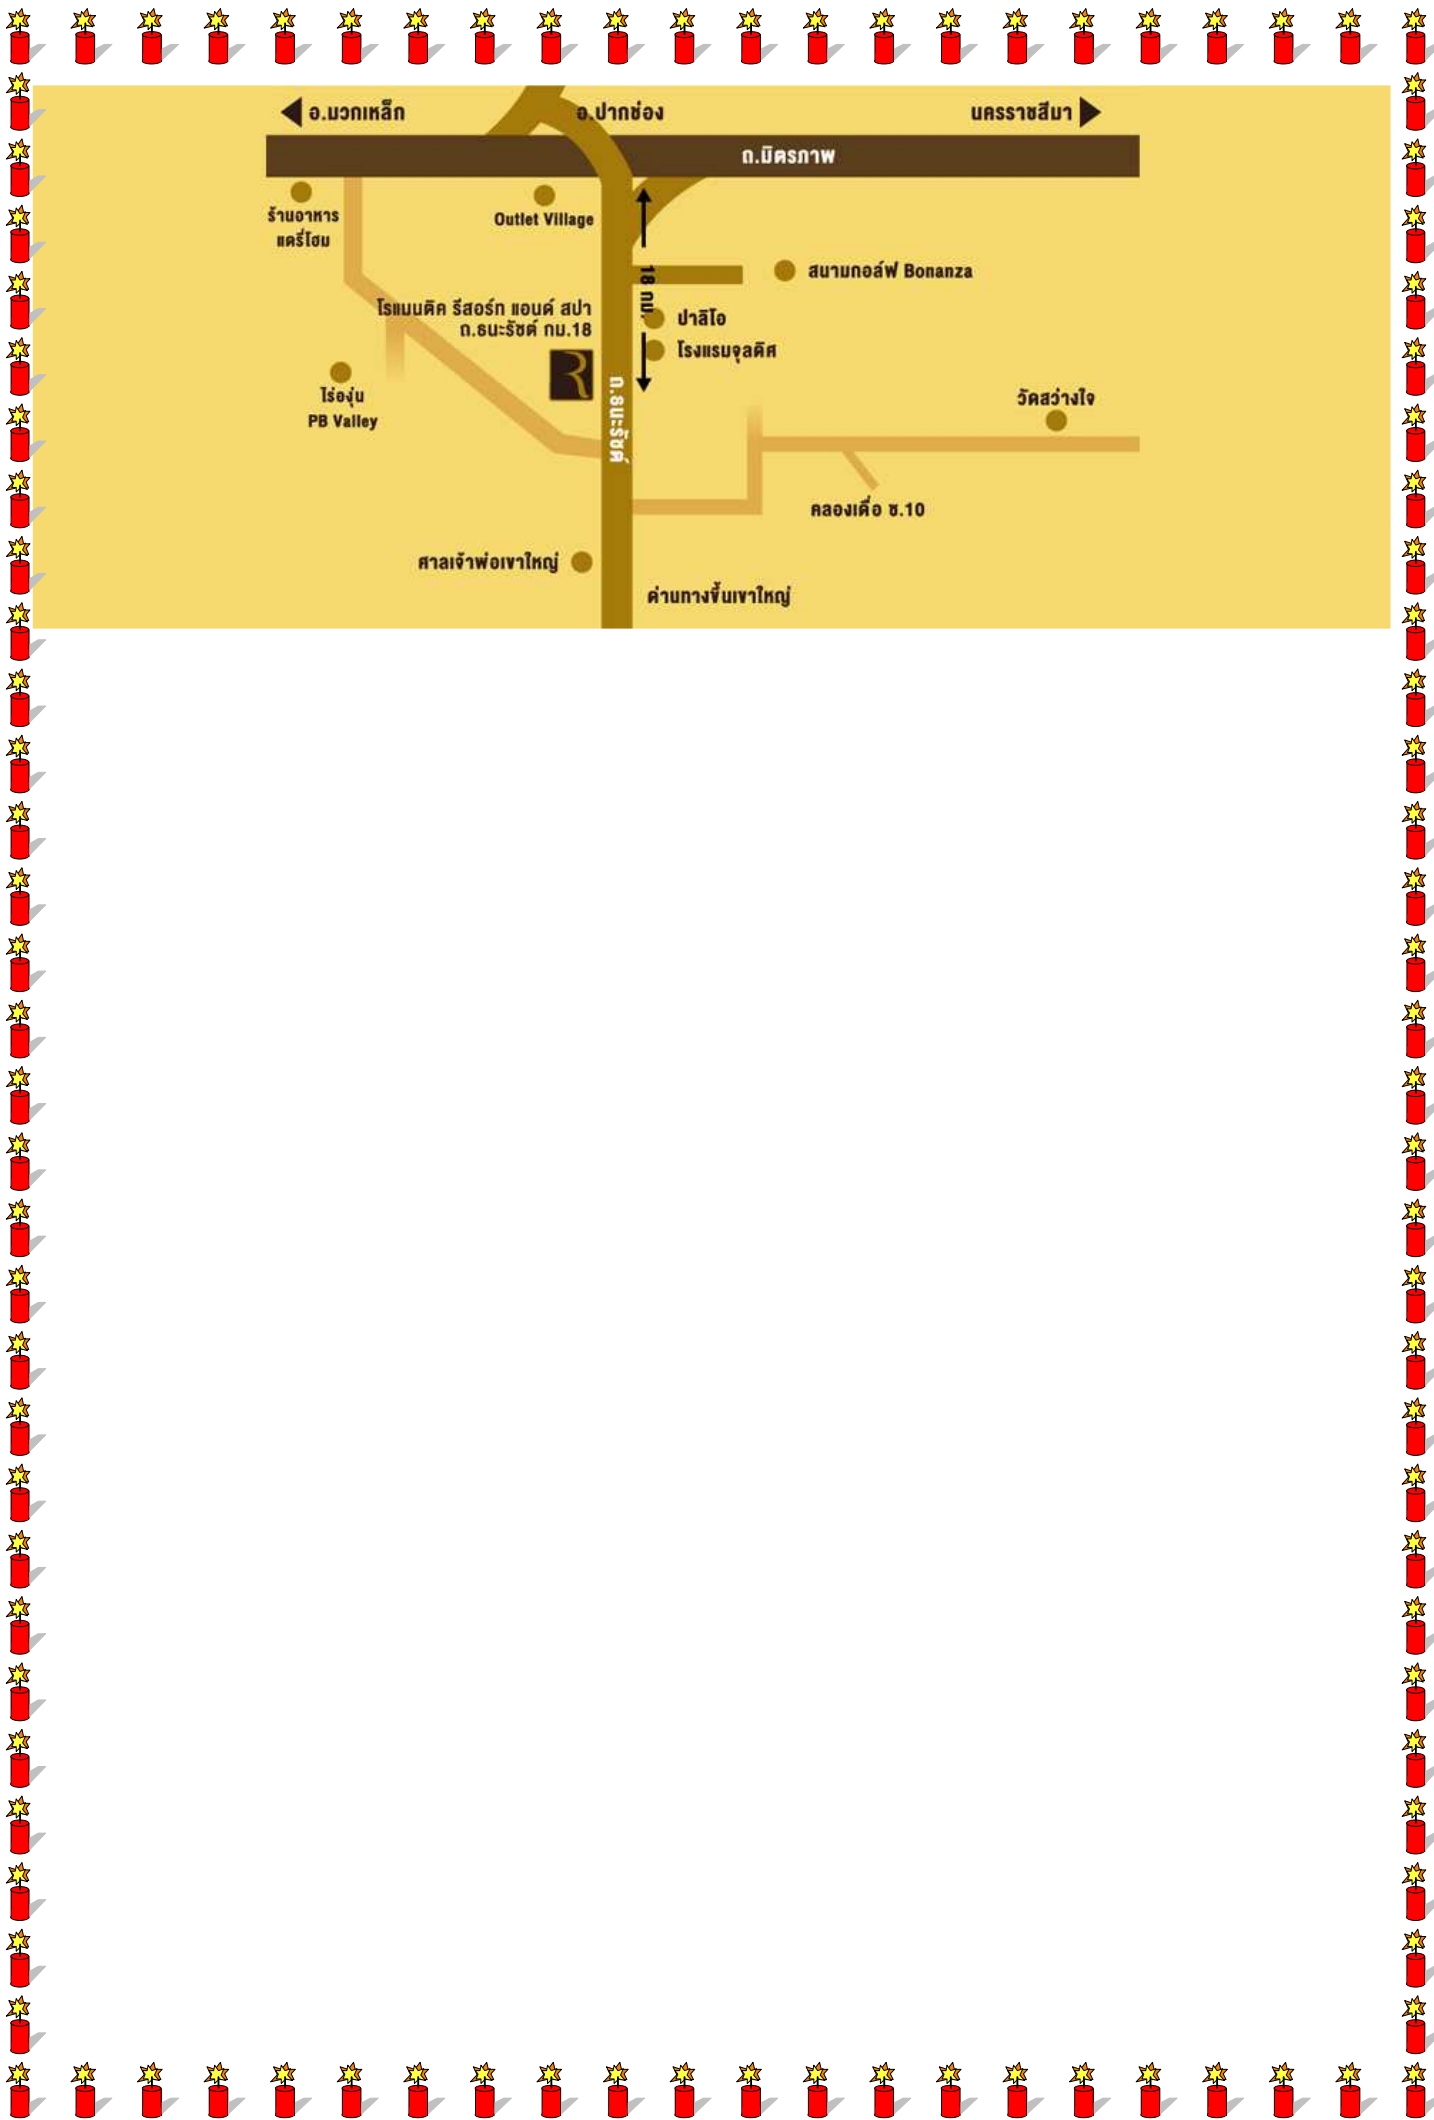 อ.มวกเหล็ก
อ.ปากช่อง
นครราชสีมา
ถ.มิตรภาพ
ร้านอาหาร
แดรี่โฮม
Outlet Village
18 กม.
สนามกอล์ฟ Bonanza
โรแมนติค รีสอร์ท แอนด์ สปา
ถ.ธนะรัชต์ กม.18
ปาลิโอ
โรงแรมจุลดิศ
R
ไร่องุ่น
PB Valley
ถ.ธนะรัชต์
วัดสว่างใจ
คลองเดื่อ ซ.10
ศาลเจ้าพ่อเขาใหญ่
ด่านทางขึ้นเขาใหญ่